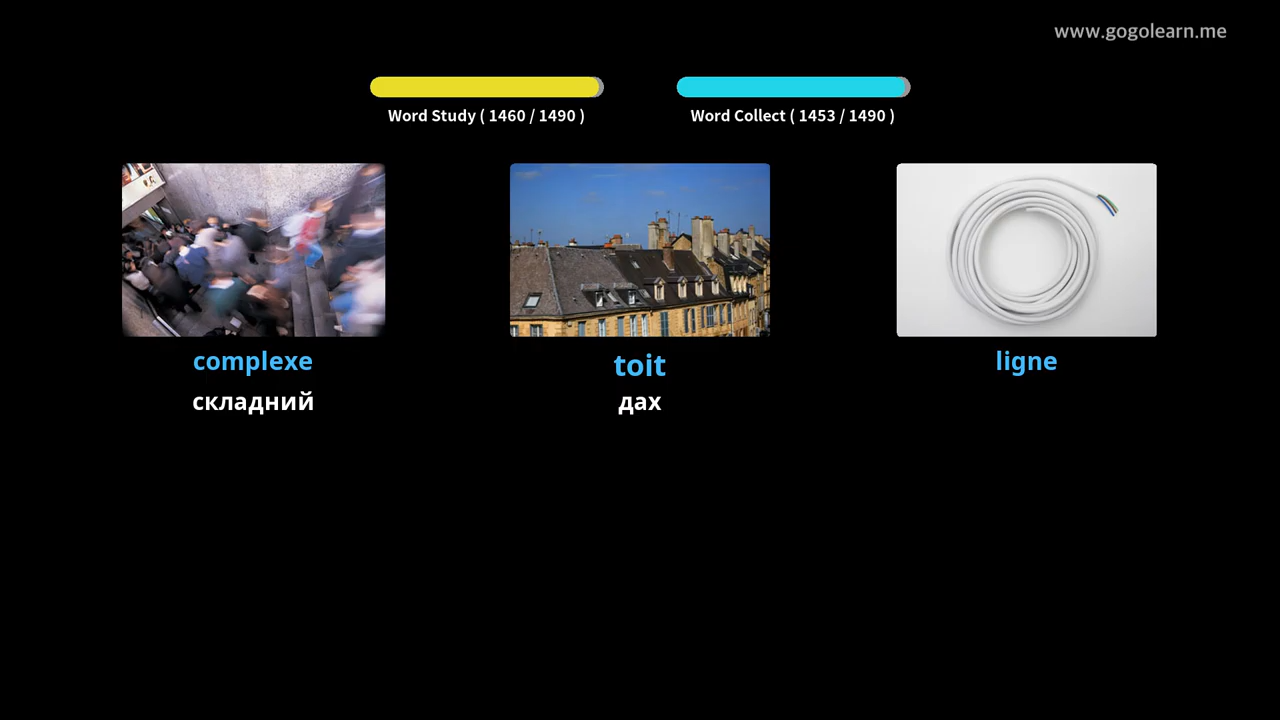 www.gogolearn.me
Word Study ( 1460 / 1490 )
Word Collect ( 1453 / 1490 )
complexe
складний
toit
дах
ligne